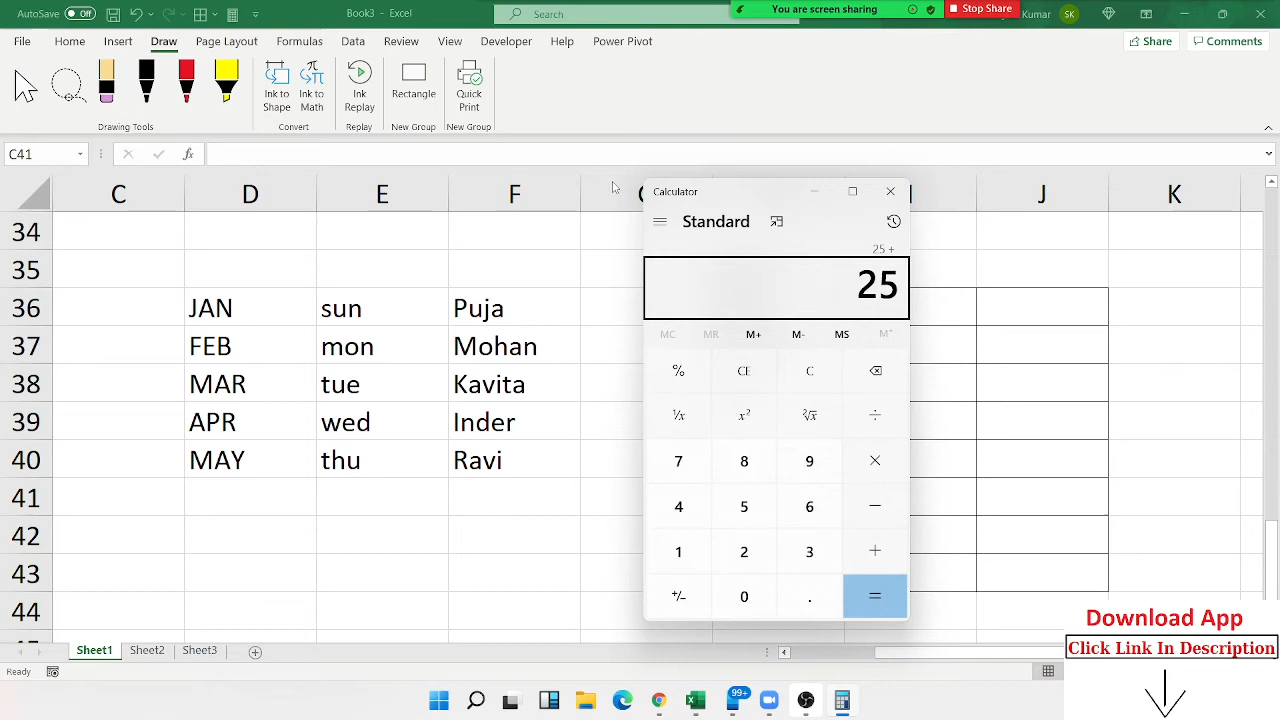 AutoSave Off Book3 - Excel Search You are screen sharing Stop Share Kumar SK
File Home Insert Draw Page Layout Formulas Data Review View Developer Help Power Pivot Share Comments
Ink to Shape Ink to Math Ink Replay Rectangle Quick Print
Drawing Tools Convert Replay New Group New Group
C41 fx
C D E F K J
34
35
36 JAN sun Puja
37 FEB mon Mohan
38 MAR tue Kavita
39 APR wed Inder
40 MAY thu Ravi
41
42
43
44
Calculator
Standard
25 +
25
MC MR M+ M- MS M˅
% CE C
¹/x x² ²√x ÷
7 8 9 ×
4 5 6 −
1 2 3 +
+/− 0 . =
Download App
Click Link In Description
Sheet1 Sheet2 Sheet3
Ready
99+